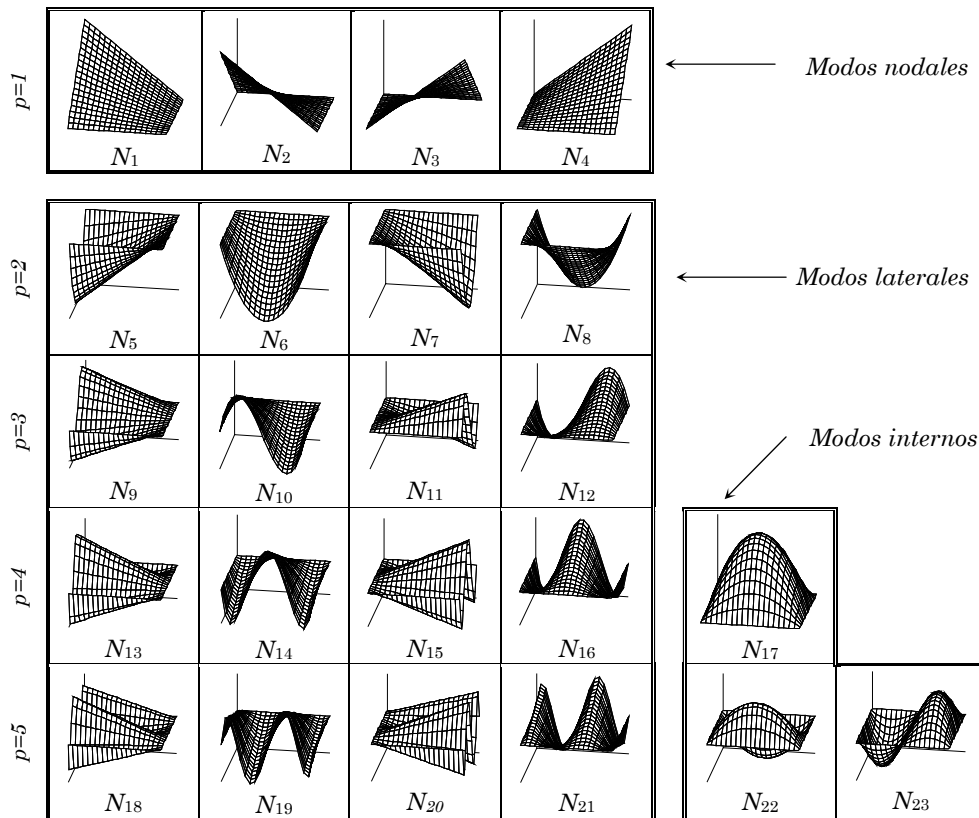 p=1
N1 N2 N3 N4
Modos nodales
p=2
N5 N6 N7 N8
Modos laterales
p=3
N9 N10 N11 N12
Modos internos
p=4
N13 N14 N15 N16 N17
p=5
N18 N19 N20 N21 N22 N23